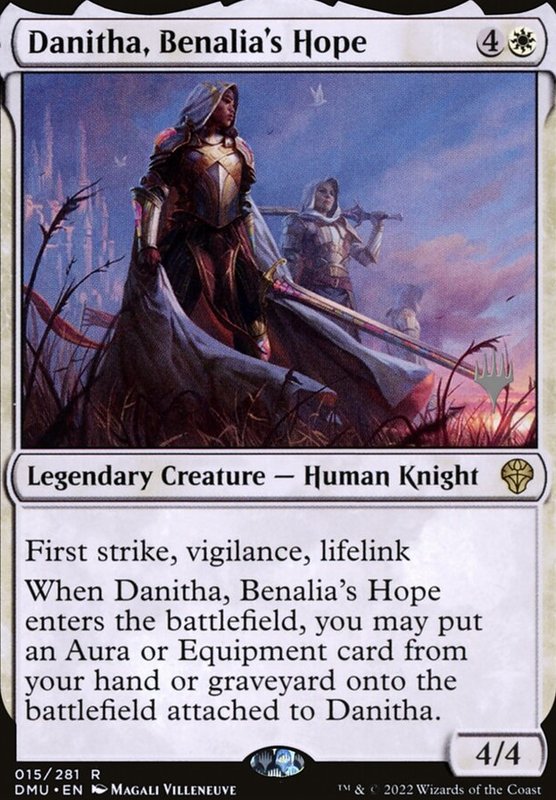 Danitha, Benalia's Hope 4
Legendary Creature — Human Knight
First strike, vigilance, lifelink
When Danitha, Benalia's Hope
enters the battlefield, you may put
an Aura or Equipment card from
your hand or graveyard onto the
battlefield attached to Danitha.
4/4
015/281 R
DMU • EN Magali Villeneuve ™ & © 2022 Wizards of the Coast